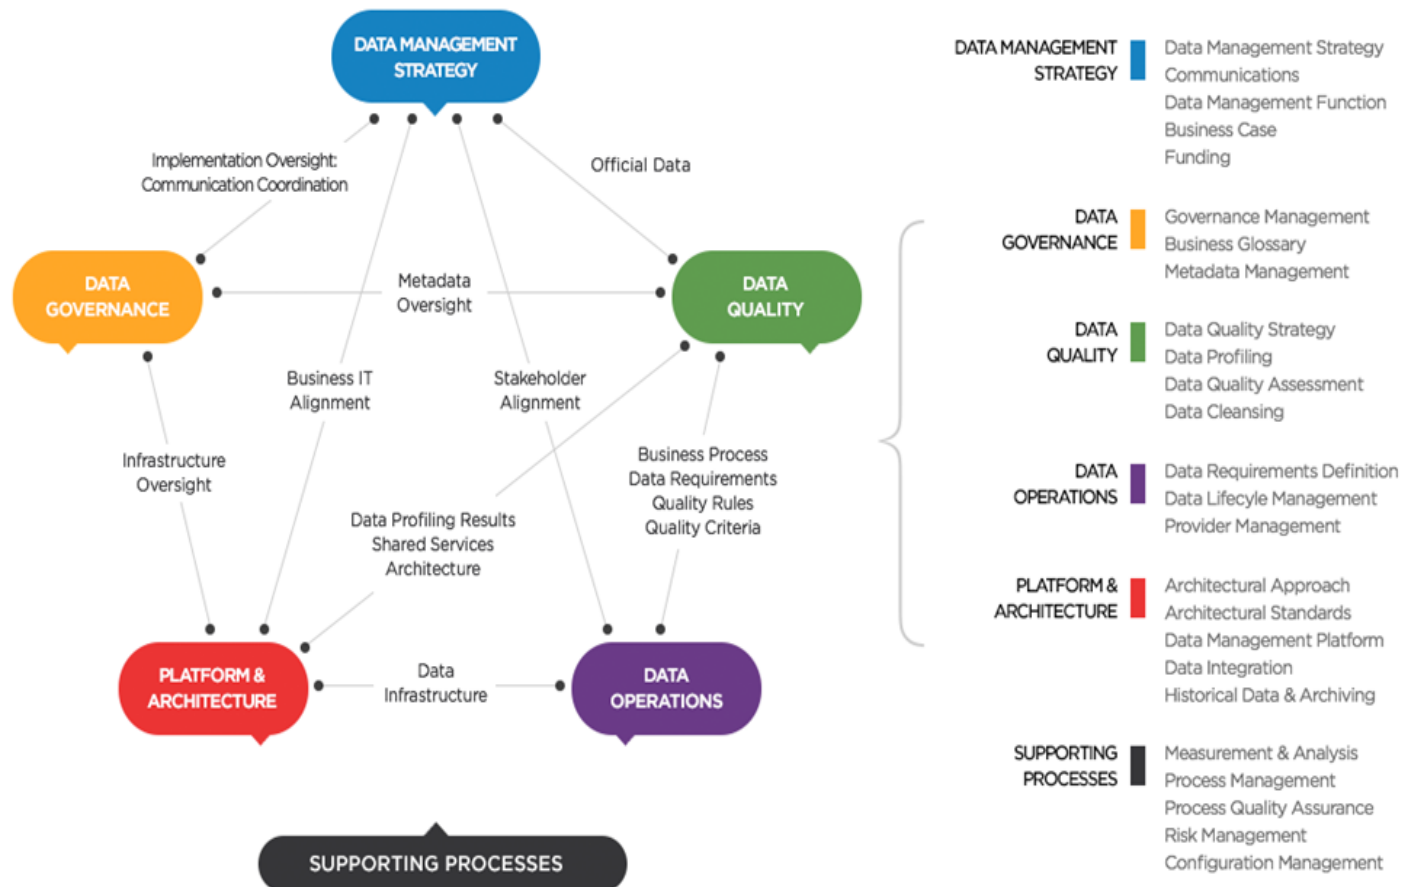 DATA MANAGEMENT
STRATEGY
Implementation Oversight:
Communication Coordination
Official Data
DATA
GOVERNANCE
Metadata
Oversight
DATA
QUALITY
Business IT
Alignment
Stakeholder
Alignment
Infrastructure
Oversight
Business Process
Data Requirements
Quality Rules
Quality Criteria
Data Profiling Results
Shared Services
Architecture
PLATFORM &
ARCHITECTURE
Data
Infrastructure
DATA
OPERATIONS
SUPPORTING PROCESSES
DATA MANAGEMENT
STRATEGY
Data Management Strategy
Communications
Data Management Function
Business Case
Funding
DATA
GOVERNANCE
Governance Management
Business Glossary
Metadata Management
DATA
QUALITY
Data Quality Strategy
Data Profiling
Data Quality Assessment
Data Cleansing
DATA
OPERATIONS
Data Requirements Definition
Data Lifecyle Management
Provider Management
PLATFORM &
ARCHITECTURE
Architectural Approach
Architectural Standards
Data Management Platform
Data Integration
Historical Data & Archiving
SUPPORTING
PROCESSES
Measurement & Analysis
Process Management
Process Quality Assurance
Risk Management
Configuration Management